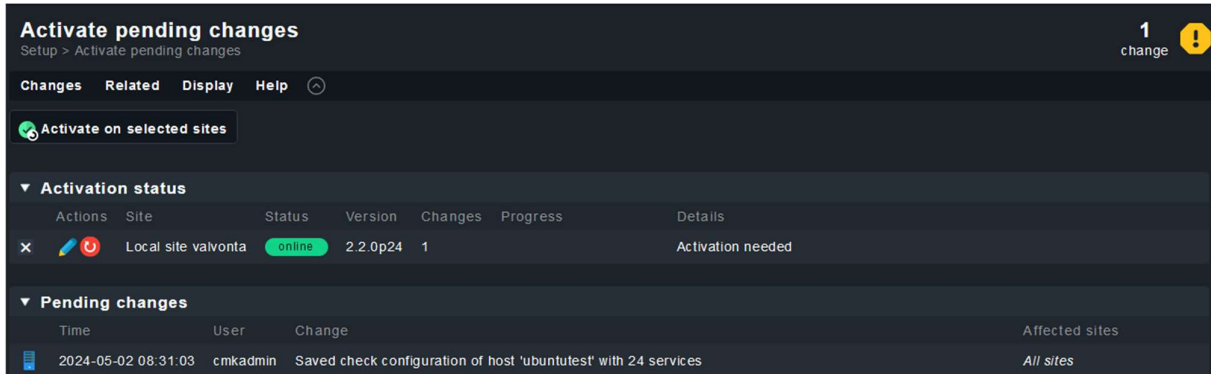 Activate pending changes
Setup > Activate pending changes
1
change
Changes Related Display Help
Activate on selected sites
Activation status
Actions Site Status Version Changes Progress Details
Local site valvonta online 2.2.0p24 1 Activation needed
Pending changes
Time User Change Affected sites
2024-05-02 08:31:03 cmkadmin Saved check configuration of host 'ubuntutest' with 24 services All sites